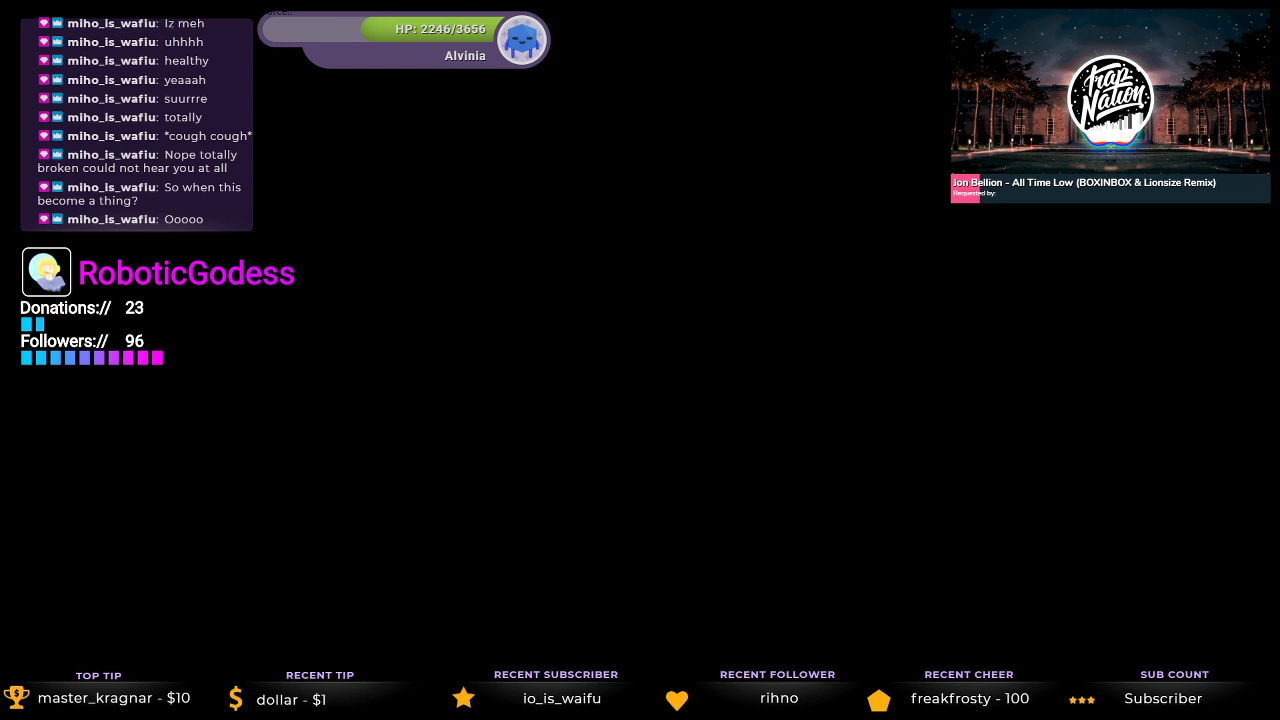 miho_is_wafiu: Iz meh
miho_is_wafiu: uhhhh
miho_is_wafiu: healthy
miho_is_wafiu: yeaaah
miho_is_wafiu: suurrre
miho_is_wafiu: totally
miho_is_wafiu: *cough cough*
miho_is_wafiu: Nope totally
broken could not hear you at all
miho_is_wafiu: So when this
become a thing?
miho_is_wafiu: Ooooo
HP: 2246/3656
Alvinia
Trap
Nation
Jon Bellion - All Time Low (BOXINBOX & Lionsize Remix)
Requested by:
RoboticGodess
Donations:// 23
Followers:// 96
TOP TIP
master_kragnar - $10
RECENT TIP
dollar - $1
RECENT SUBSCRIBER
io_is_waifu
RECENT FOLLOWER
rihno
RECENT CHEER
freakfrosty - 100
SUB COUNT
Subscriber